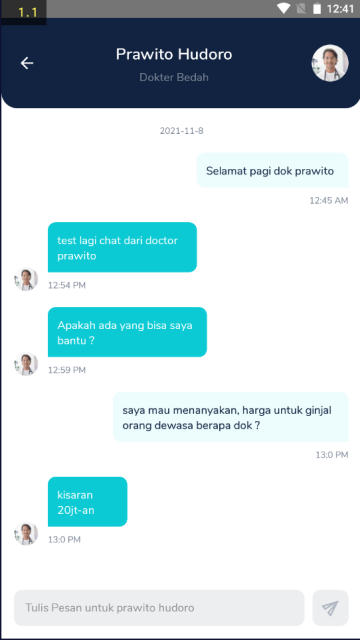 1.1
12:41
Prawito Hudoro
Dokter Bedah
2021-11-8
Selamat pagi dok prawito
12:45 AM
test lagi chat dari doctor
prawito
12:54 PM
Apakah ada yang bisa saya
bantu ?
12:59 PM
saya mau menanyakan, harga untuk ginjal
orang dewasa berapa dok ?
13:0 PM
kisaran
20jt-an
13:0 PM
Tulis Pesan untuk prawito hudoro